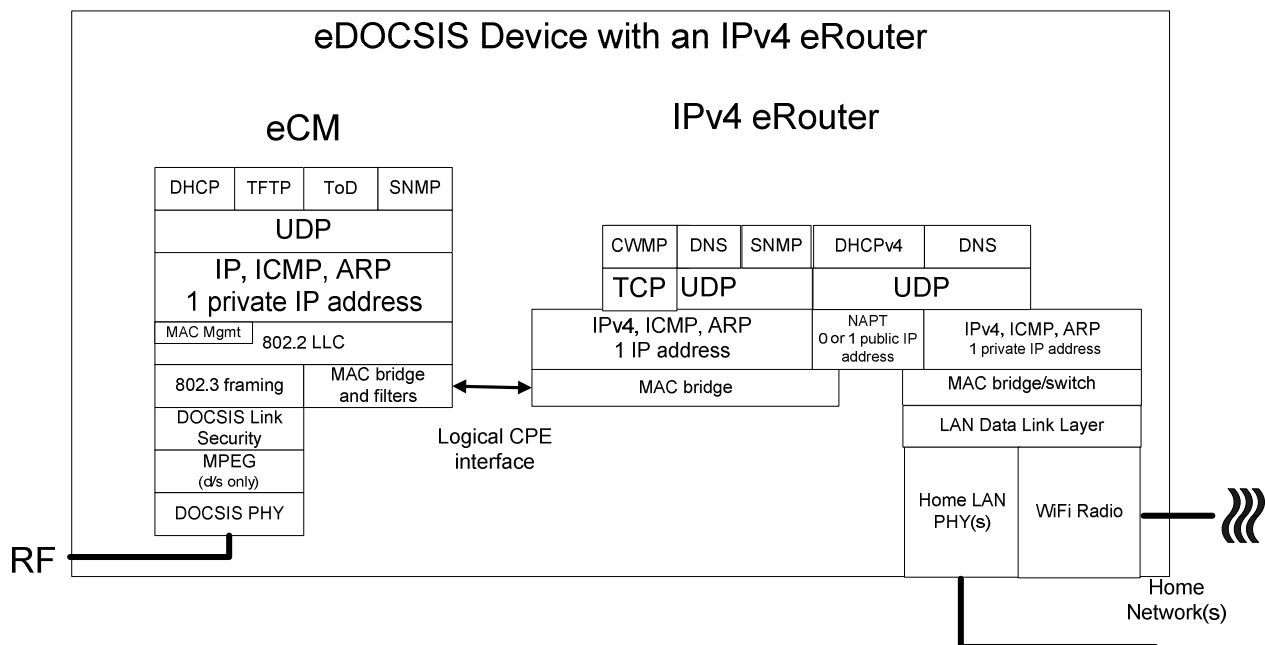 eDOCSIS Device with an IPv4 eRouter
eCM
IPv4 eRouter
DHCP
TFTP
ToD
SNMP
UDP
IP, ICMP, ARP
1 private IP address
MAC Mgmt
802.2 LLC
802.3 framing
MAC bridge
and filters
DOCSIS Link
Security
MPEG
(d/s only)
DOCSIS PHY
RF
Logical CPE
interface
CWMP
DNS
SNMP
DHCPv4
DNS
TCP
UDP
UDP
IPv4, ICMP, ARP
1 IP address
NAPT
0 or 1 public IP
address
IPv4, ICMP, ARP
1 private IP address
MAC bridge
MAC bridge/switch
LAN Data Link Layer
Home LAN
PHY(s)
WiFi Radio
Home
Network(s)